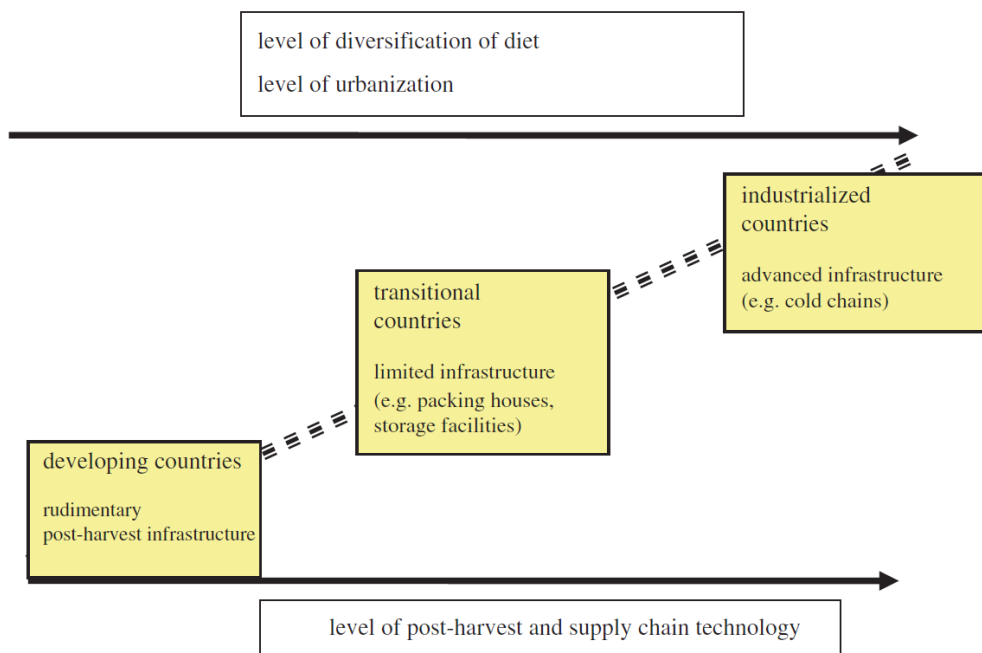 level of diversification of diet
level of urbanization
industrialized
countries
advanced infrastructure
(e.g. cold chains)
transitional
countries
limited infrastructure
(e.g. packing houses,
storage facilities)
developing countries
rudimentary
post-harvest infrastructure
level of post-harvest and supply chain technology